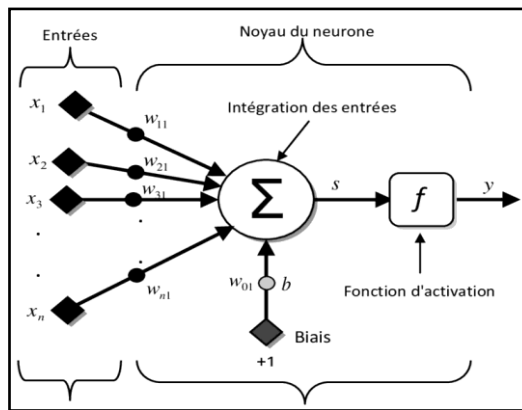 Entrées
Noyau du neurone
Intégration des entrées
x₁
w₁₁
x₂
w₂₁
x₃
w₃₁
Σ
s
f
y
xₙ
wₙ₁
w₀₁
b
Fonction d'activation
Biais
+1